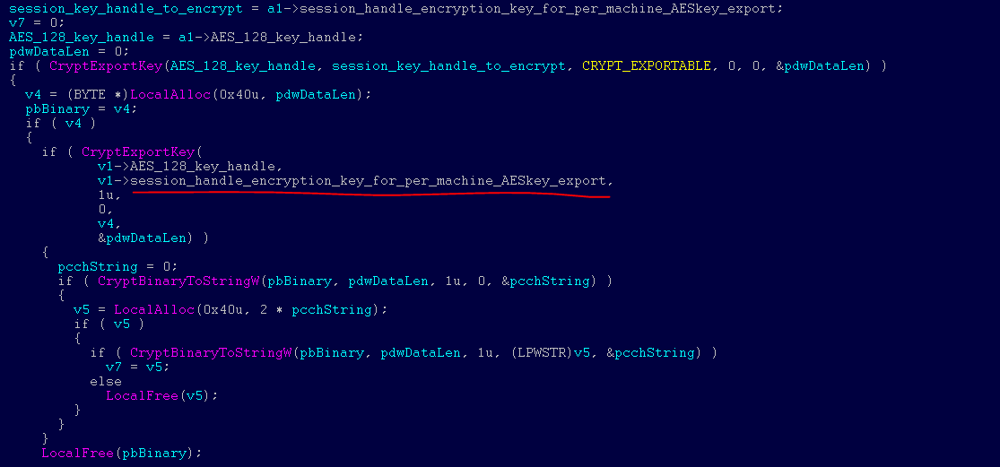 session_handle_to_encrypt = a1->session_handle_encryption_key_for_per_machine_AESkey_export;
v7 = 0;
AES_128_key_handle = a1->AES_128_key_handle;
pdwDataLen = 0;
if ( CryptExportKey(AES_128_key_handle, session_key_handle_to_encrypt, CRYPT_EXPORTABLE, 0, 0, &pdwDataLen) )
{
v4 = (BYTE *)LocalAlloc(0x40u, pdwDataLen);
pbBinary = v4;
if ( v4 )
{
if ( CryptExportKey(
v1->AES_128_key_handle,
v1->session_handle_encryption_key_for_per_machine_AESkey_export,
1u,
0,
v4,
&pdwDataLen) )
{
pcchString = 0;
if ( CryptBinaryToStringW(pbBinary, pdwDataLen, 1u, 0, &pcchString) )
{
v5 = LocalAlloc(0x40u, 2 * pcchString);
if ( v5 )
{
if ( CryptBinaryToStringW(pbBinary, pdwDataLen, 1u, (LPWSTR)v5, &pcchString) )
v7 = v5;
else
LocalFree(v5);
}
}
}
LocalFree(pbBinary);